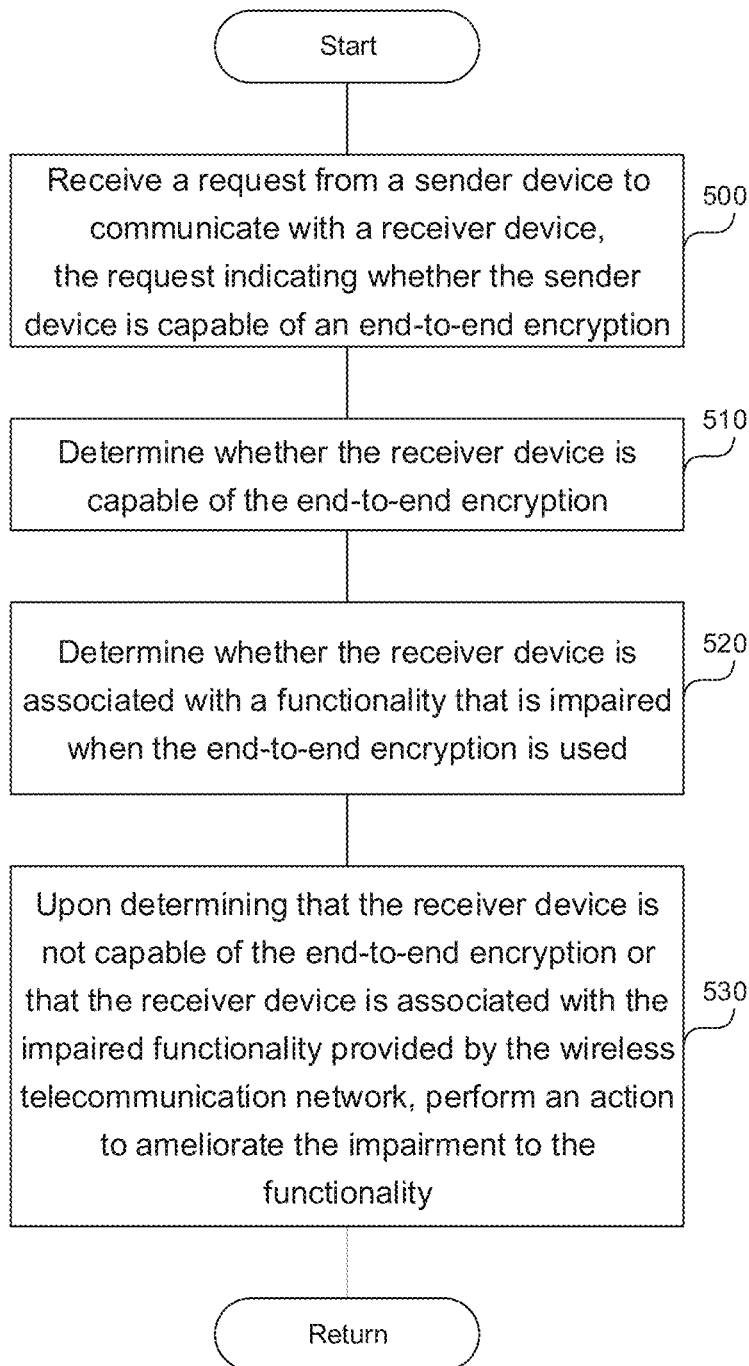 Start
Receive a request from a sender device to
communicate with a receiver device,
the request indicating whether the sender
device is capable of an end-to-end encryption
500
Determine whether the receiver device is
capable of the end-to-end encryption
510
Determine whether the receiver device is
associated with a functionality that is impaired
when the end-to-end encryption is used
520
Upon determining that the receiver device is
not capable of the end-to-end encryption or
that the receiver device is associated with the
impaired functionality provided by the wireless
telecommunication network, perform an action
to ameliorate the impairment to the
functionality
530
Return